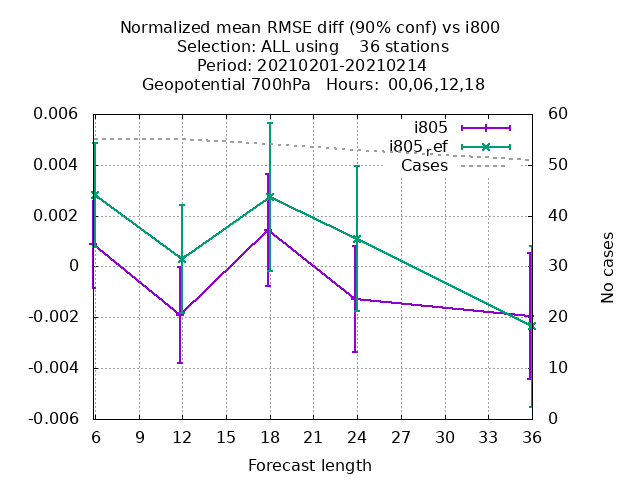 Normalized mean RMSE diff (90% conf) vs i800
Selection: ALL using    36 stations
Period: 20210201-20210214
Geopotential 700hPa   Hours:  00,06,12,18
0.006
0.004
0.002
0
-0.002
-0.004
-0.006
60
50
40
30
20
10
0
i805
i805_ref
Cases
No cases
6 9 12 15 18 21 24 27 30 33 36
Forecast length